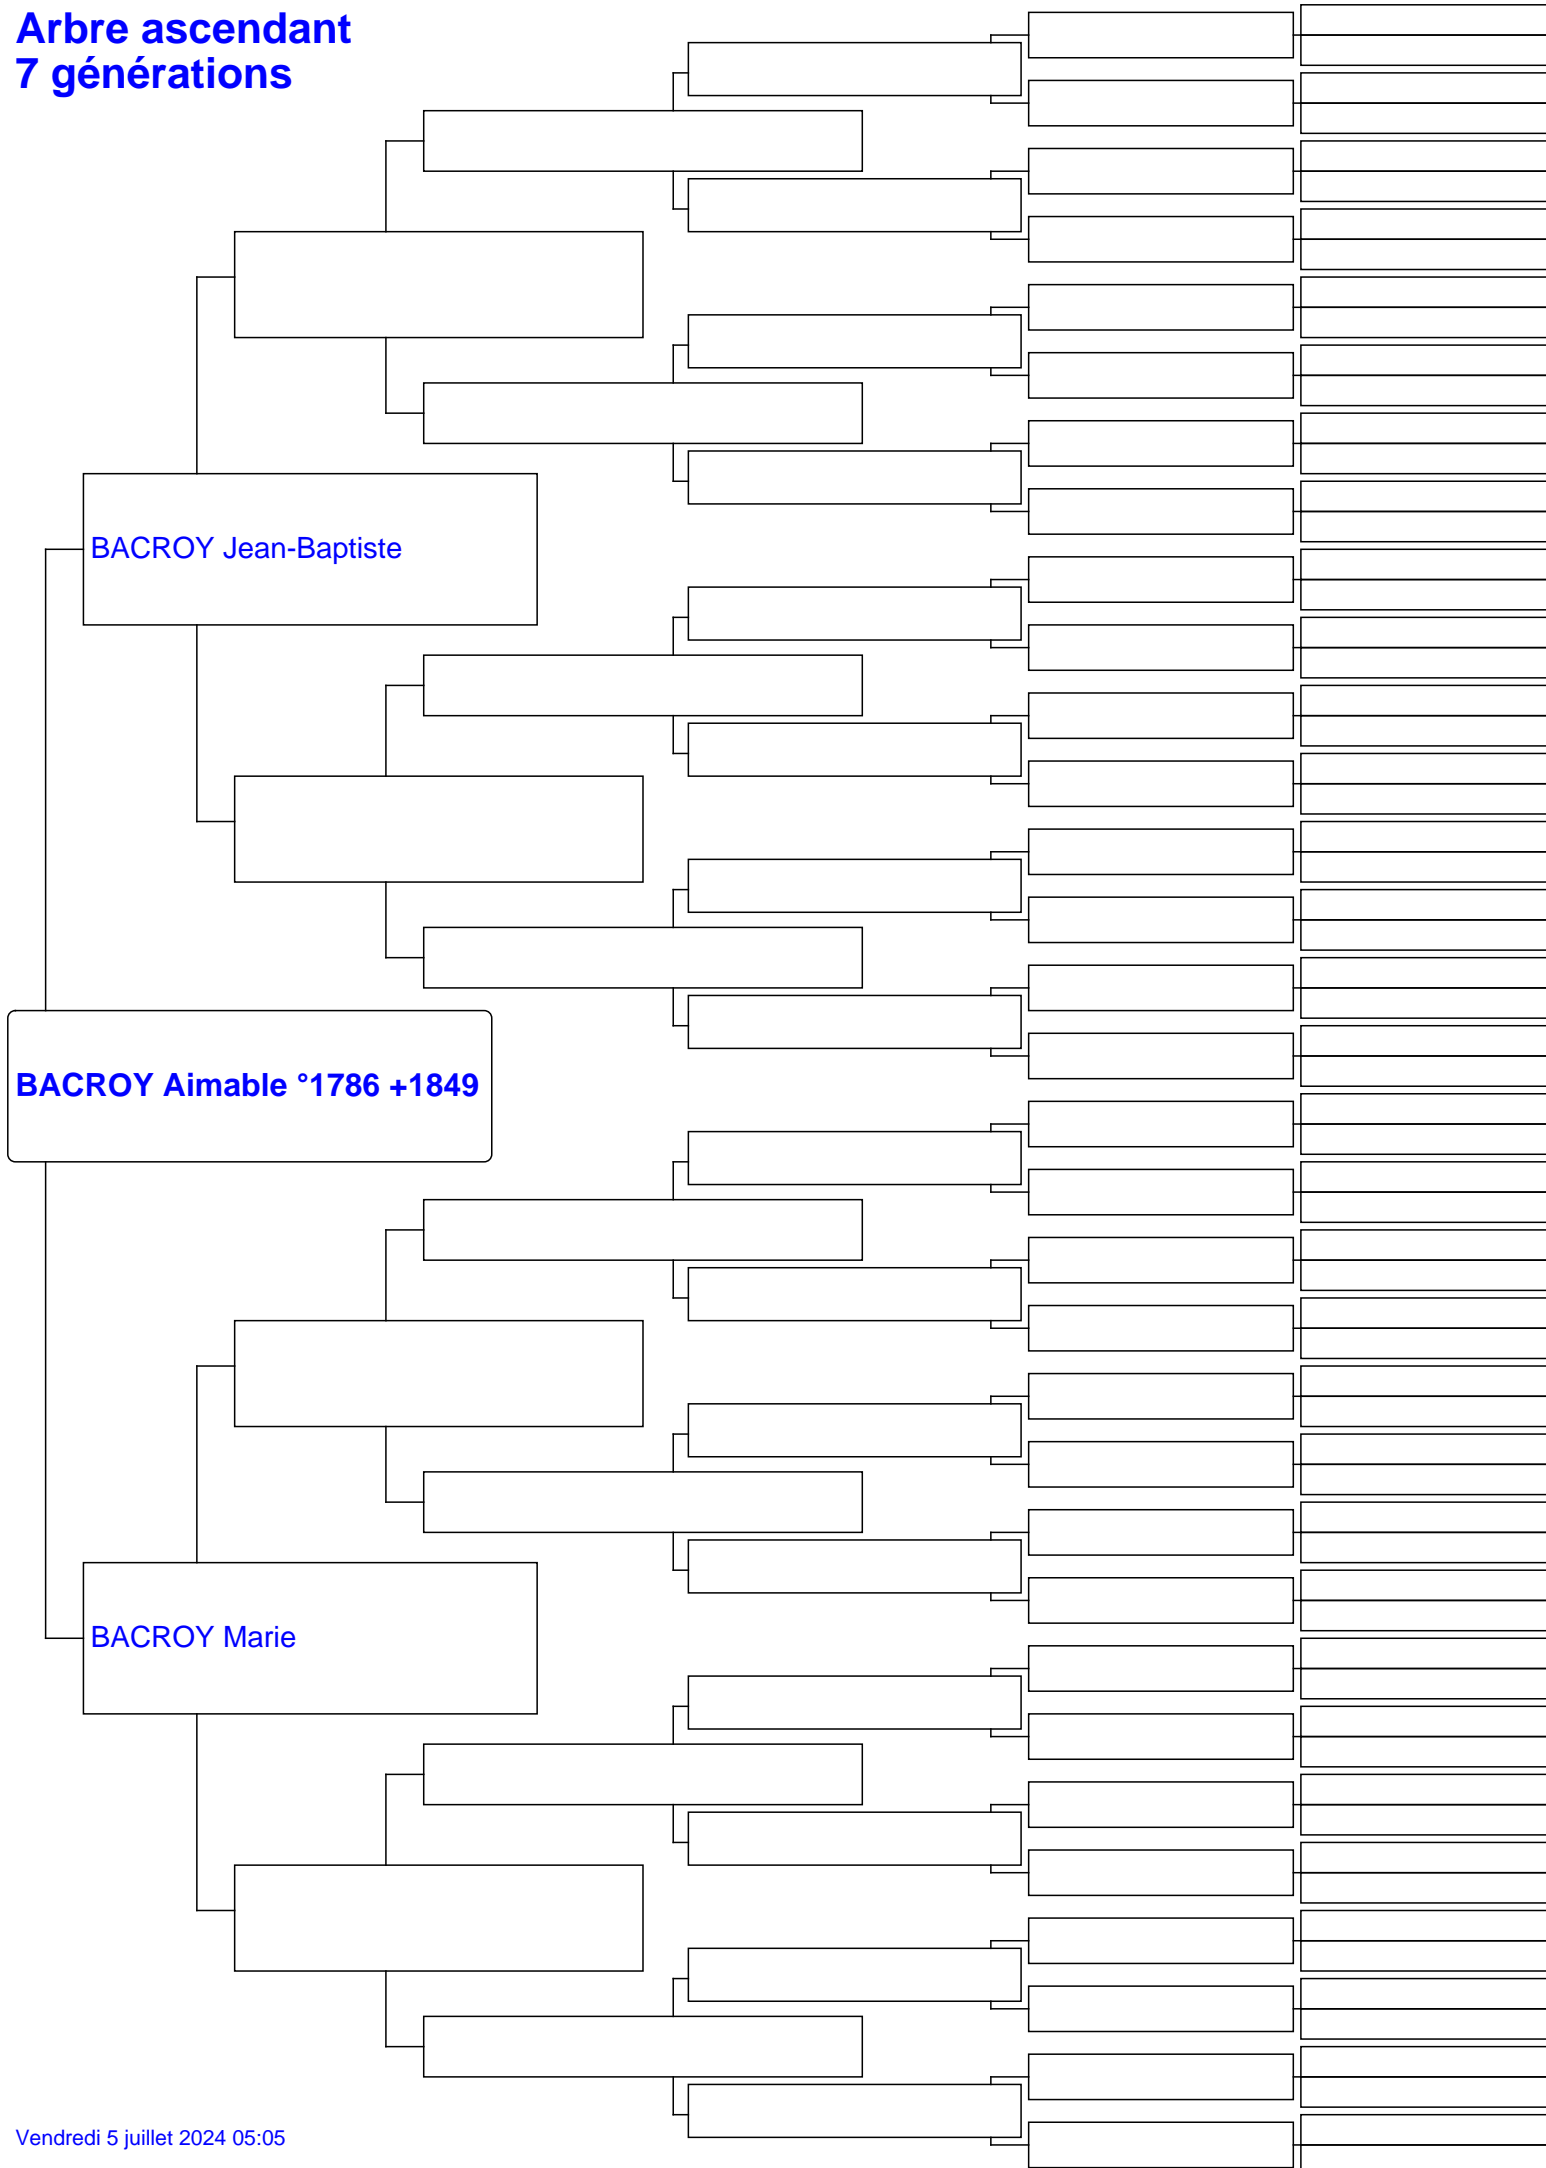 Arbre ascendant
7 générations
BACROY Jean-Baptiste
BACROY Aimable °1786 +1849
BACROY Marie
Vendredi 5 juillet 2024 05:05